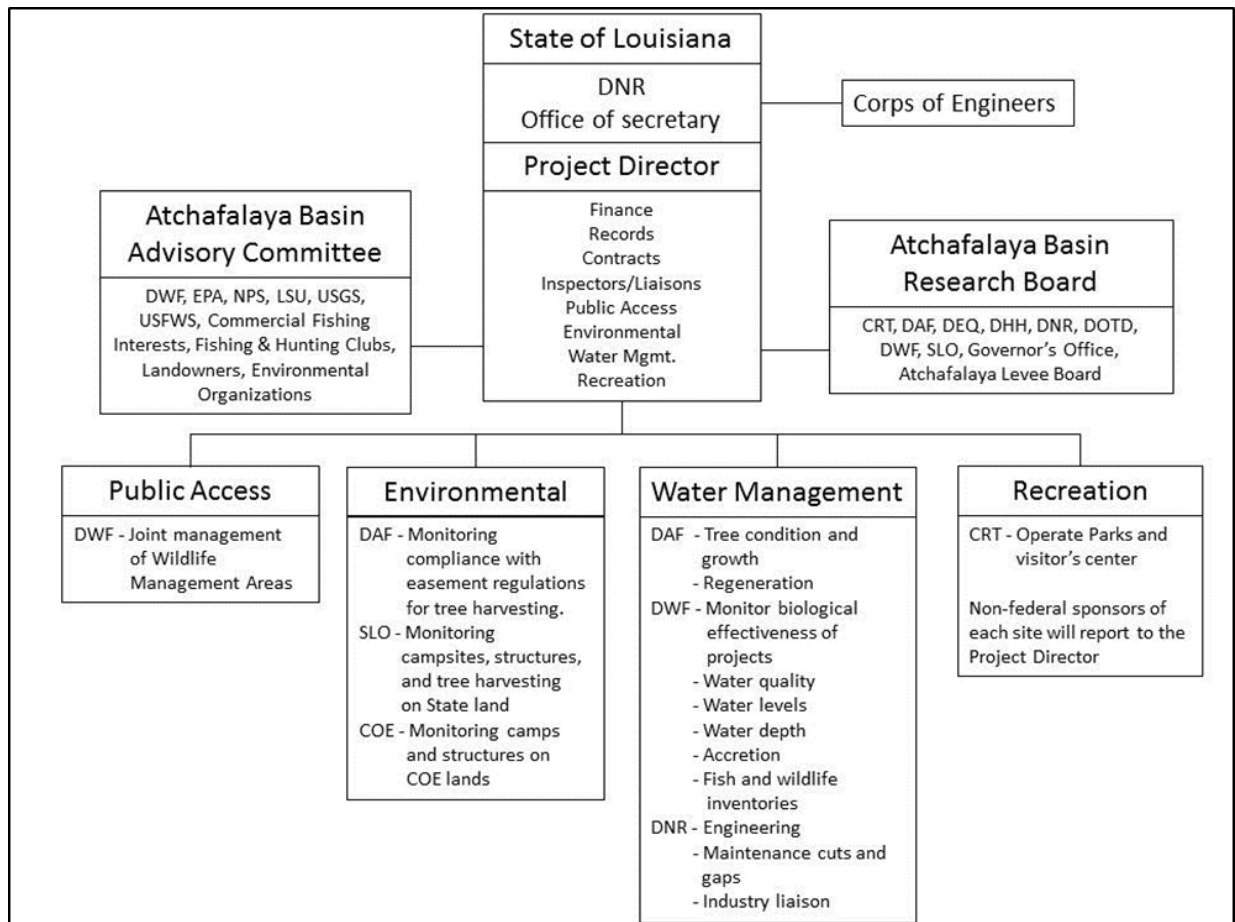 State of Louisiana
DNR
Office of secretary
Corps of Engineers
Project Director
Finance
Records
Contracts
Inspectors/Liaisons
Public Access
Environmental
Water Mgmt.
Recreation
Atchafalaya Basin
Advisory Committee
DWF, EPA, NPS, LSU, USGS,
USFWS, Commercial Fishing
Interests, Fishing & Hunting Clubs,
Landowners, Environmental
Organizations
Atchafalaya Basin
Research Board
CRT, DAF, DEQ, DHH, DNR, DOTD,
DWF, SLO, Governor's Office,
Atchafalaya Levee Board
Public Access
DWF - Joint management
of Wildlife
Management Areas
Environmental
DAF - Monitoring
compliance with
easement regulations
for tree harvesting.
SLO - Monitoring
campsites, structures,
and tree harvesting
on State land
COE - Monitoring camps
and structures on
COE lands
Water Management
DAF - Tree condition and
growth
- Regeneration
DWF - Monitor biological
effectiveness of
projects
- Water quality
- Water levels
- Water depth
- Accretion
- Fish and wildlife
inventories
DNR - Engineering
- Maintenance cuts and
gaps
- Industry liaison
Recreation
CRT - Operate Parks and
visitor's center
Non-federal sponsors of
each site will report to the
Project Director